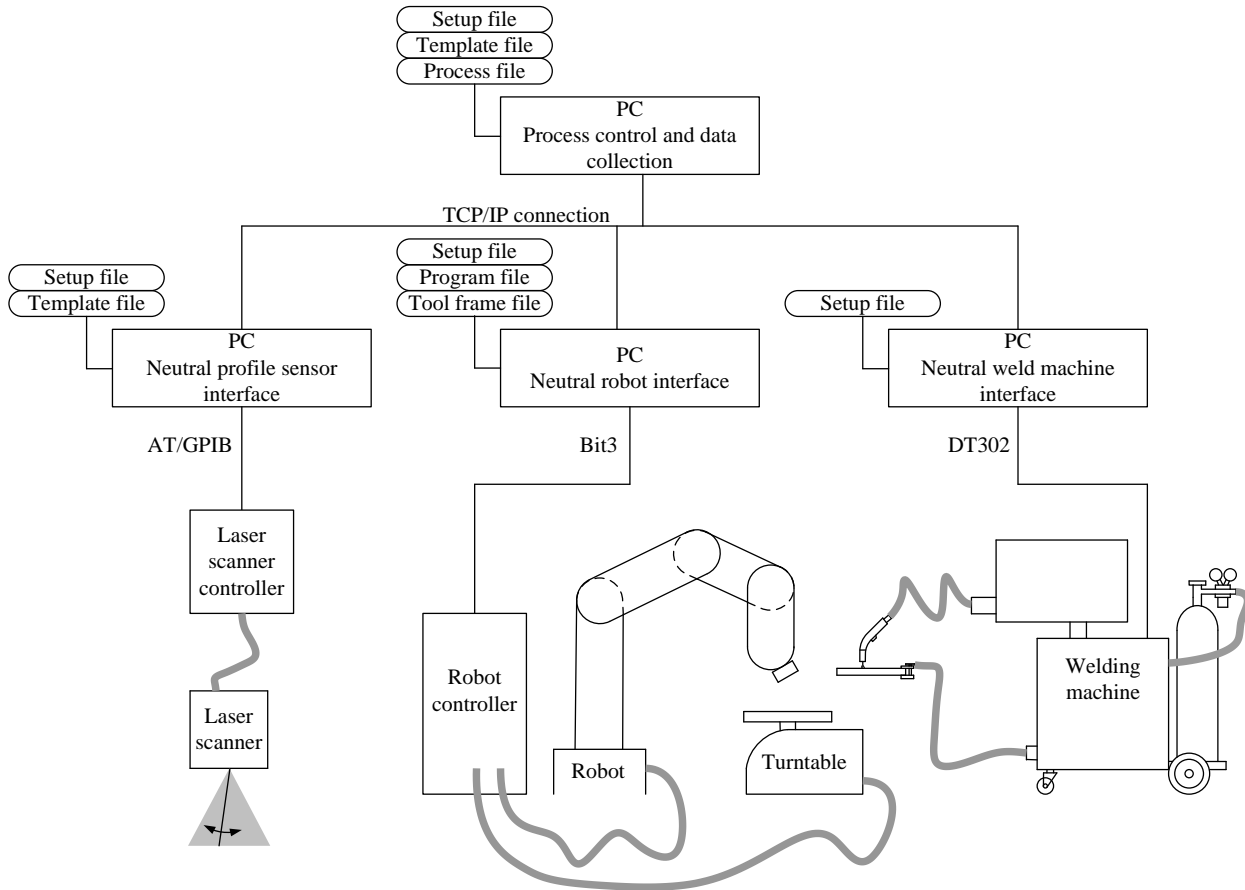 Setup file
Template file
Process file
PC
Process control and data
collection
TCP/IP connection
Setup file
Template file
PC
Neutral profile sensor
interface
Setup file
Program file
Tool frame file
PC
Neutral robot interface
Setup file
PC
Neutral weld machine
interface
AT/GPIB
Bit3
DT302
Laser
scanner
controller
Laser
scanner
Robot
controller
Robot
Turntable
Welding
machine